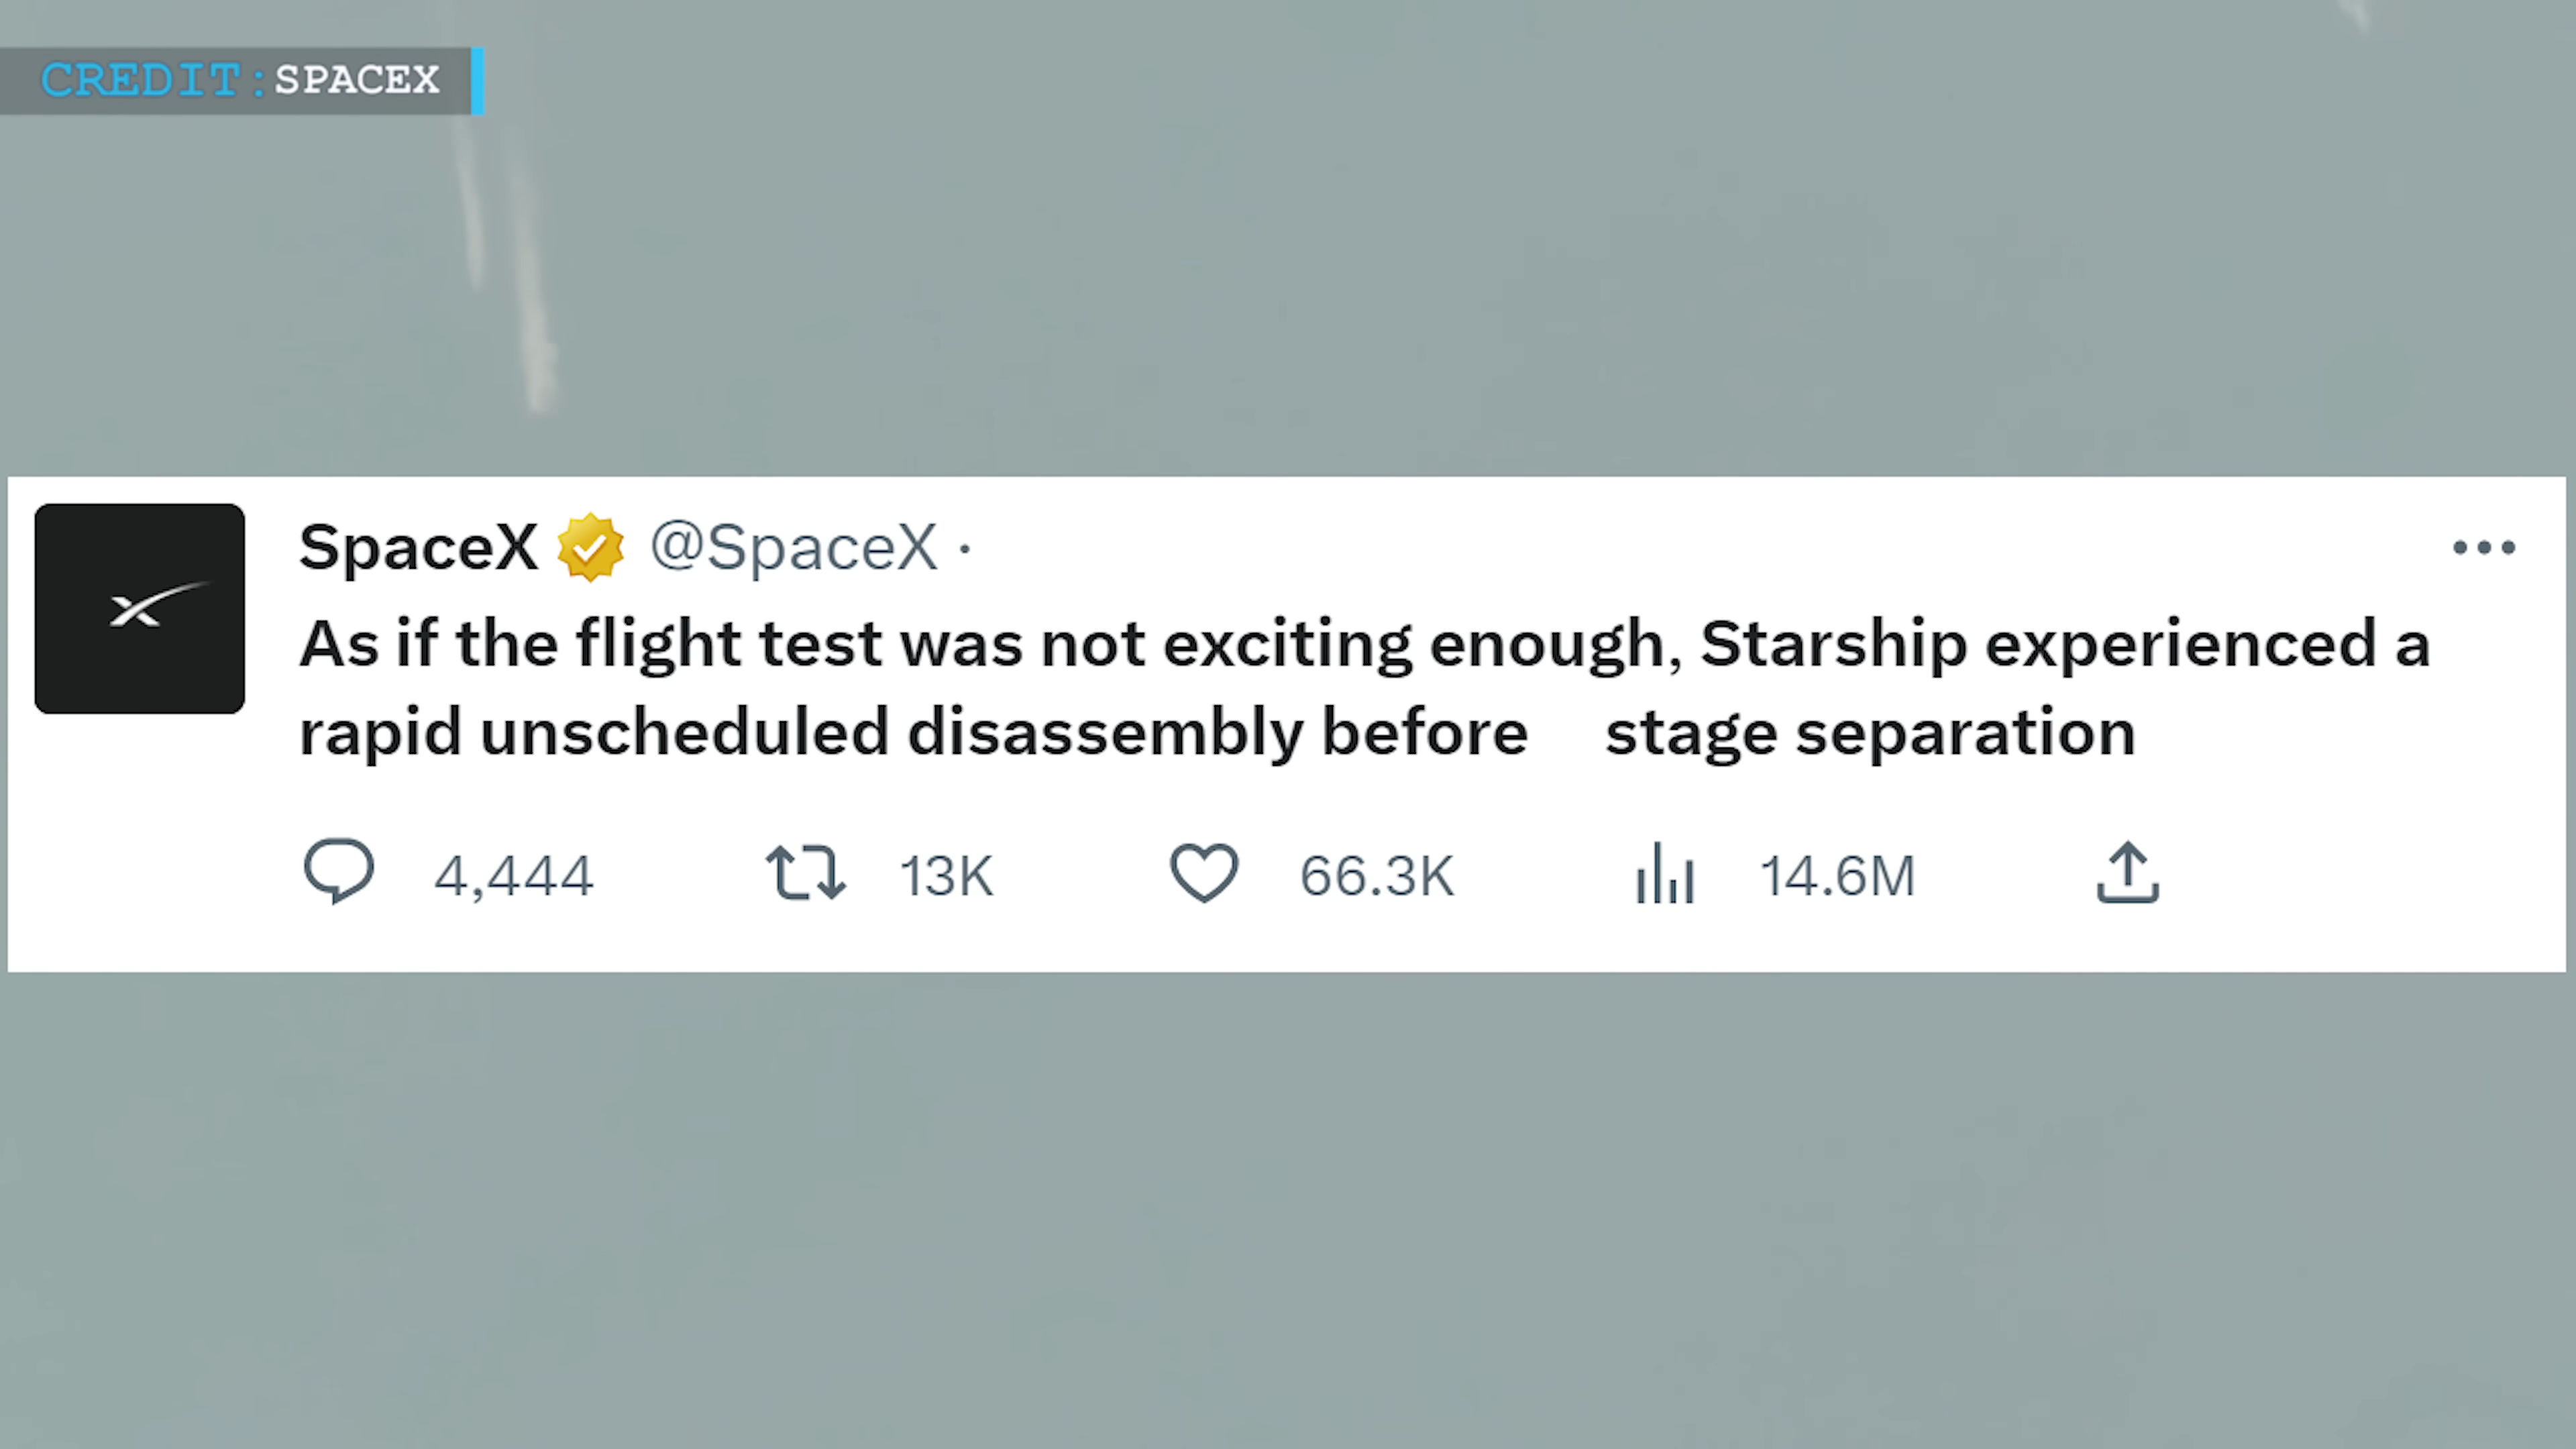 CREDIT:SPACEX
SpaceX @SpaceX ·
As if the flight test was not exciting enough, Starship experienced a
rapid unscheduled disassembly before stage separation
4,444 13K 66.3K 14.6M